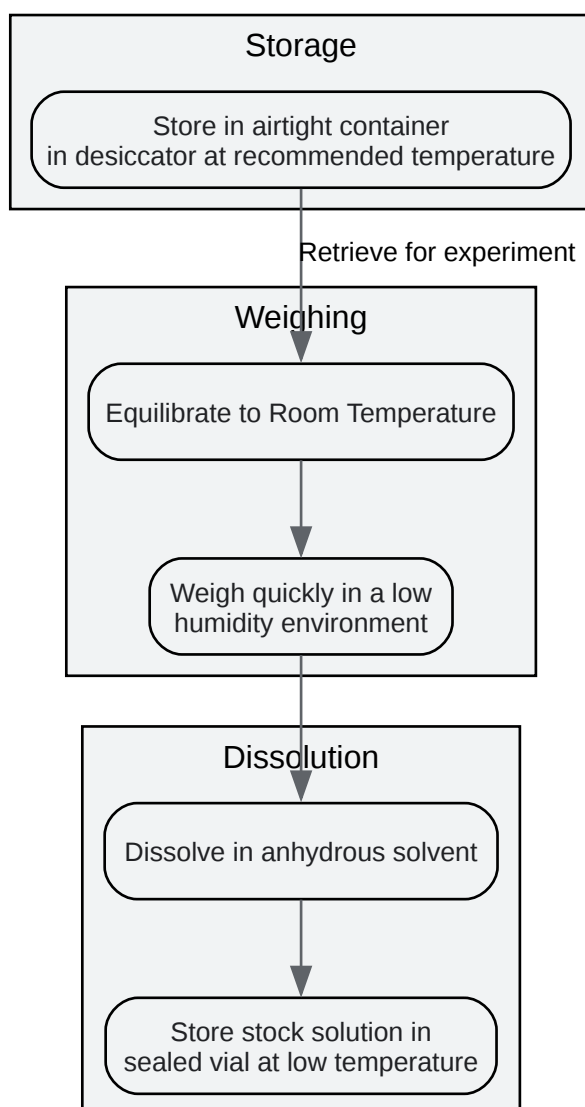 Storage
Store in airtight container
in desiccator at recommended temperature
Retrieve for experiment
Weighing
Equilibrate to Room Temperature
Weigh quickly in a low
humidity environment
Dissolution
Dissolve in anhydrous solvent
Store stock solution in
sealed vial at low temperature